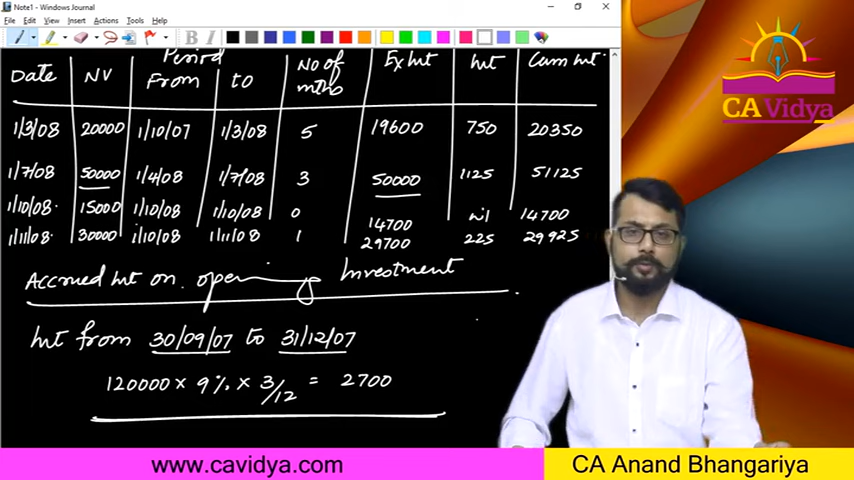 Note1 - Windows Journal
File Edit View Insert Actions Tools Help
Period
Date NV From to No of mths Ex Int Int Cum Int.
1/3/08 20000 1/10/07 1/3/08 5 19600 750 20350
1/7/08 50000 1/4/08 1/7/08 3 50000 1125 51125
1/10/08. 15000 1/10/08 1/10/08 0 14700 Nil 14700
1/11/08. 30000 1/10/08 1/11/08 1 29700 225 29925
Accrued Int on opening Investment
Int from 30/09/07 to 31/12/07
120000 × 9% × 3/12 = 2700
CA Vidya
www.cavidya.com
CA Anand Bhangariya